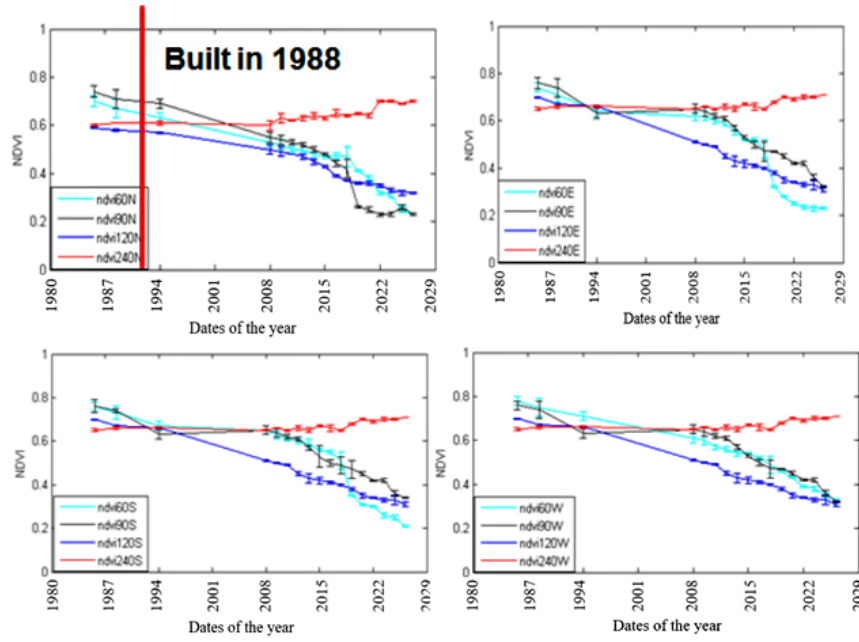 Built in 1988
1
0.8
0.6
0.4
0.2
0
NDVI
ndvi60N
ndvi90N
ndvi120N
ndvi240N
1980
1987
1994
2001
2008
2015
2022
2029
Dates of the year
1
0.8
0.6
0.4
0.2
0
NDVI
ndvi60E
ndvi90E
ndvi120E
ndvi240E
1980
1987
1994
2001
2008
2015
2022
2029
Dates of the year
1
0.8
0.6
0.4
0.2
0
NDVI
ndvi60S
ndvi90S
ndvi120S
ndvi240S
1980
1987
1994
2001
2008
2015
2022
2029
Dates of the year
1
0.8
0.6
0.4
0.2
0
NDVI
ndvi60W
ndvi90W
ndvi120W
ndvi240W
1980
1987
1994
2001
2008
2015
2022
2029
Dates of the year